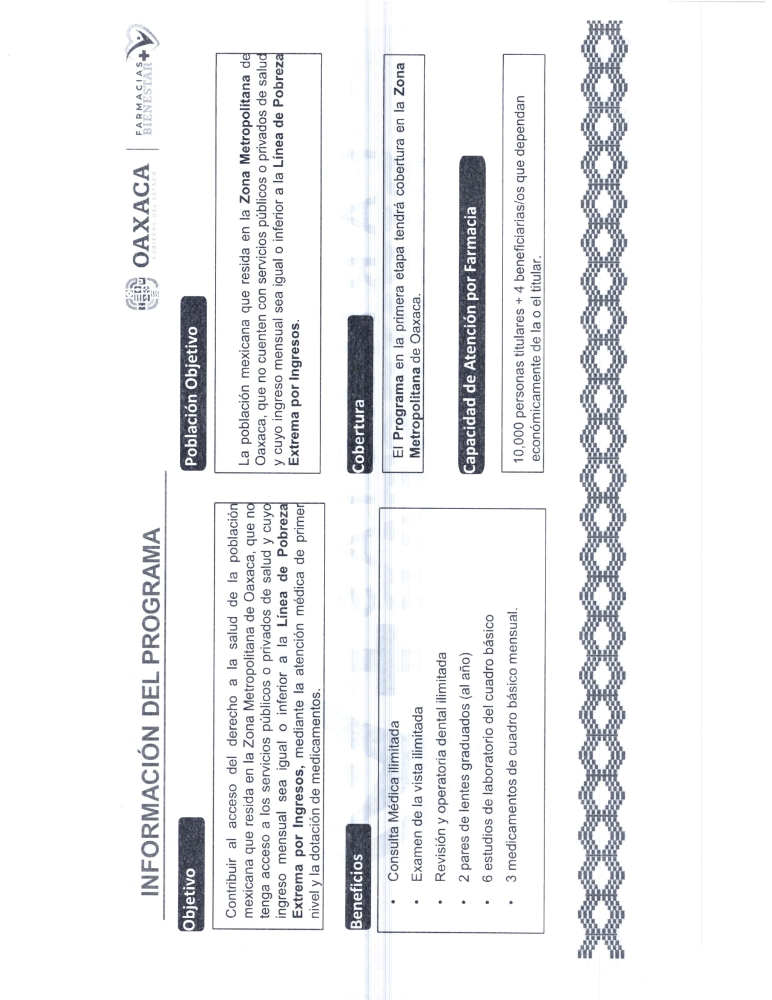 INFORMACIÓN DEL PROGRAMA
OAXACA
GOBIERNO DEL ESTADO
FARMACIAS
BIENESTAR
Objetivo
Contribuir al acceso del derecho a la salud de la población
mexicana que resida en la Zona Metropolitana de Oaxaca, que no
tenga acceso a los servicios públicos o privados de salud y cuyo
ingreso mensual sea igual o inferior a la Línea de Pobreza
Extrema por Ingresos, mediante la atención médica de primer
nivel y la dotación de medicamentos.
Beneficios
• Consulta Médica ilimitada
• Examen de la vista ilimitada
• Revisión y operatoria dental ilimitada
• 2 pares de lentes graduados (al año)
• 6 estudios de laboratorio del cuadro básico
• 3 medicamentos de cuadro básico mensual.
Población Objetivo
La población mexicana que resida en la Zona Metropolitana de
Oaxaca, que no cuenten con servicios públicos o privados de salud
y cuyo ingreso mensual sea igual o inferior a la Línea de Pobreza
Extrema por Ingresos.
Cobertura
El Programa en la primera etapa tendrá cobertura en la Zona
Metropolitana de Oaxaca.
Capacidad de Atención por Farmacia
10,000 personas titulares + 4 beneficiarias/os que dependan
económicamente de la o el titular.